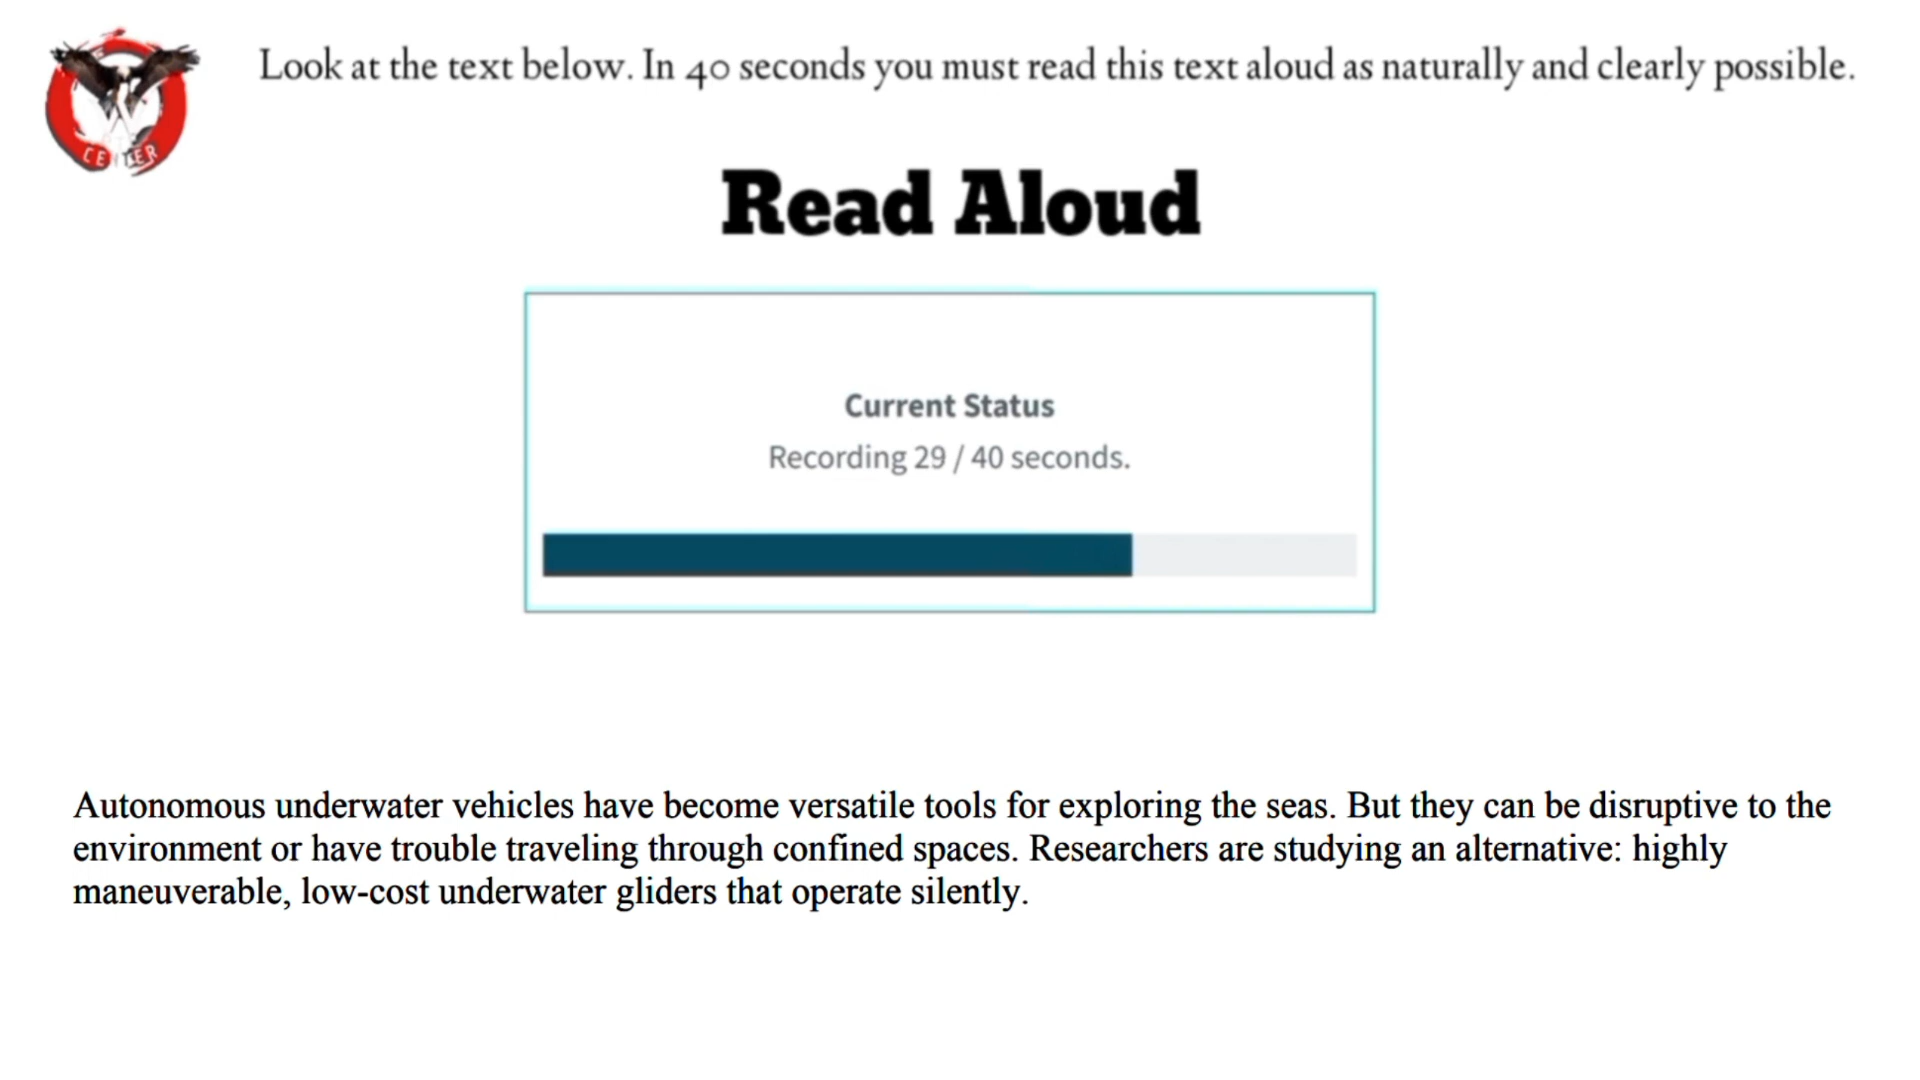 Look at the text below. In 40 seconds you must read this text aloud as naturally and clearly possible.
CENTER
Read Aloud
Current Status
Recording 29 / 40 seconds.
Autonomous underwater vehicles have become versatile tools for exploring the seas. But they can be disruptive to the
environment or have trouble traveling through confined spaces. Researchers are studying an alternative: highly
maneuverable, low-cost underwater gliders that operate silently.